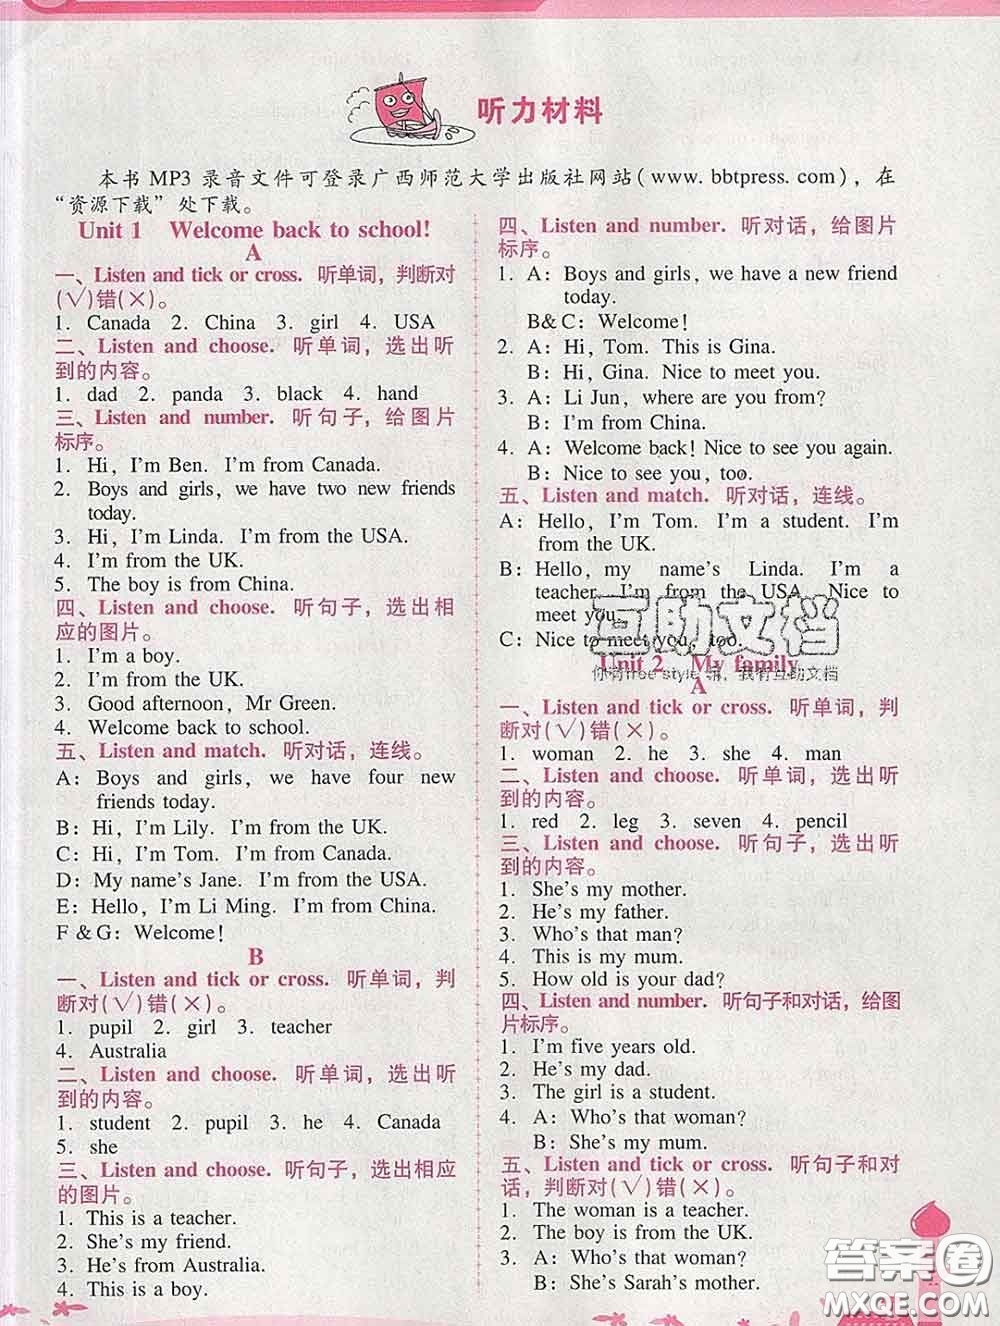 听力材料
本书 MP3 录音文件可登录广西师范大学出版社网站(www. bbtpress. com)，在
“资源下载”处下载。
Unit 1 Welcome back to school!
A
一、Listen and tick or cross. 听单词，判断对
(√)错(×)。
1. Canada 2. China 3. girl 4. USA
二、Listen and choose. 听单词，选出听
到的内容。
1. dad 2. panda 3. black 4. hand
三、Listen and number. 听句子，给图片
标序。
1. Hi, I'm Ben. I'm from Canada.
2. Boys and girls, we have two new friends
today.
3. Hi, I'm Linda. I'm from the USA.
4. I'm from the UK.
5. The boy is from China.
四、Listen and choose. 听句子，选出相
应的图片。
1. I'm a boy.
2. I'm from the UK.
3. Good afternoon, Mr Green.
4. Welcome back to school.
五、Listen and match. 听对话，连线。
A: Boys and girls, we have four new
friends today.
B: Hi, I'm Lily. I'm from the UK.
C: Hi, I'm Tom. I'm from Canada.
D: My name's Jane. I'm from the USA.
E: Hello, I'm Li Ming. I'm from China.
F & G: Welcome!
B
一、Listen and tick or cross. 听单词，判
断对(√)错(×)。
1. pupil 2. girl 3. teacher
4. Australia
二、Listen and choose. 听单词，选出听
到的内容。
1. student 2. pupil 3. he 4. Canada
5. she
三、Listen and choose. 听句子，选出相应
的图片。
1. This is a teacher.
2. She's my friend.
3. He's from Australia.
4. This is a boy.
四、Listen and number. 听对话，给图片
标序。
1. A: Boys and girls, we have a new friend
today.
B&C: Welcome!
2. A: Hi, Tom. This is Gina.
B: Hi, Gina. Nice to meet you.
3. A: Li Jun, where are you from?
B: I'm from China.
4. A: Welcome back! Nice to see you again.
B: Nice to see you, too.
五、Listen and match. 听对话，连线。
A: Hello, I'm Tom. I'm a student. I'm
from the UK.
B: Hello, my name's Linda. I'm a
teacher. I'm from the USA. Nice to
meet you.
C: Nice to meet you, too.
互助文档
你有free style 辑，我有互助文档
Unit 2 My family
A
一、Listen and tick or cross. 听单词，判
断对(√)错(×)。
1. woman 2. he 3. she 4. man
二、Listen and choose. 听单词，选出听
到的内容。
1. red 2. leg 3. seven 4. pencil
三、Listen and choose. 听句子，选出听
到的内容。
1. She's my mother.
2. He's my father.
3. Who's that man?
4. This is my mum.
5. How old is your dad?
四、Listen and number. 听句子和对话，给图
片标序。
1. I'm five years old.
2. He's my dad.
3. The girl is a student.
4. A: Who's that woman?
B: She's my mum.
五、Listen and tick or cross. 听句子和对
话，判断对(√)错(×)。
1. The woman is a teacher.
2. The boy is from the UK.
3. A: Who's that woman?
B: She's Sarah's mother.
答案圈
MXQE.COM